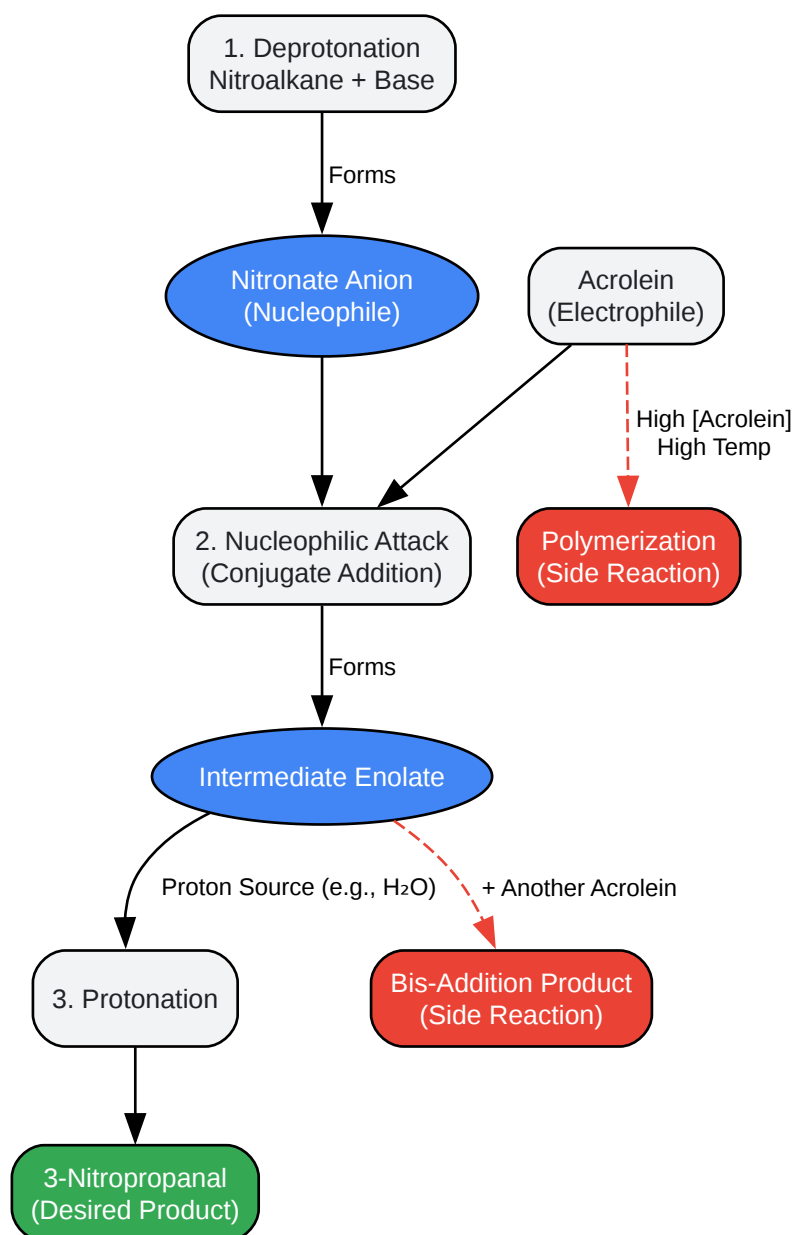 1. Deprotonation
Nitroalkane + Base
Forms
Nitronate Anion
(Nucleophile)
Acrolein
(Electrophile)
High [Acrolein]
High Temp
2. Nucleophilic Attack
(Conjugate Addition)
Polymerization
(Side Reaction)
Forms
Intermediate Enolate
Proton Source (e.g., H₂O)
+ Another Acrolein
3. Protonation
Bis-Addition Product
(Side Reaction)
3-Nitropropanal
(Desired Product)